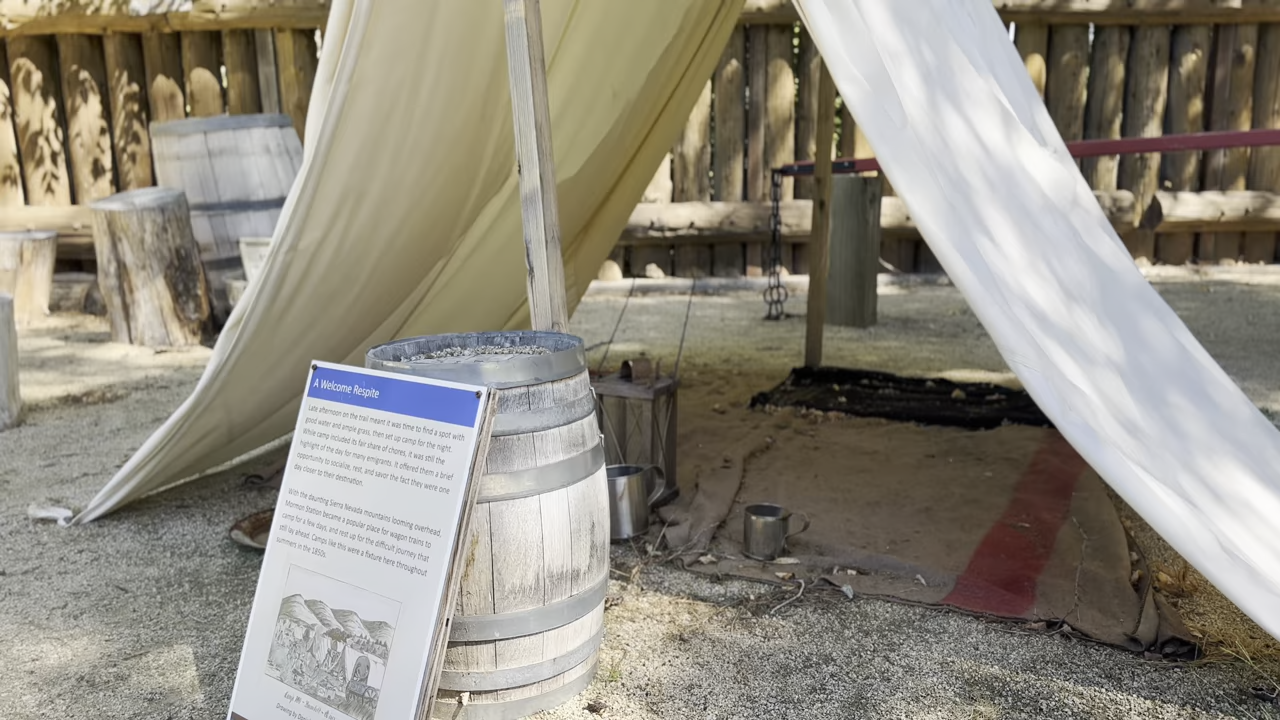 A Welcome Respite
Late afternoon on the trail meant it was time to find a spot with
good water and ample grass, then set up camp for the night.
While camp included its fair share of chores, it was still the
highlight of the day for many emigrants. It offered them a brief
opportunity to socialize, rest, and savor the fact they were one
day closer to their destination.
With the daunting Sierra Nevada mountains looming overhead,
Mormon Station became a popular place for wagon trains to
camp for a few days, and rest up for the difficult journey that
still lay ahead. Camps like this were a fixture here throughout
summers in the 1850s.
Drawing by